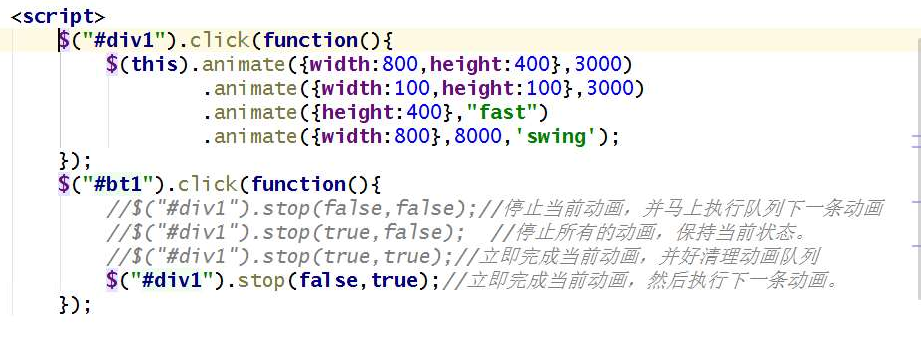 <script>
$("#div1").click(function(){
$(this).animate({width:800,height:400},3000)
.animate({width:100,height:100},3000)
.animate({height:400},"fast")
.animate({width:800},8000,'swing');
});
$("#bt1").click(function(){
//$("#div1").stop(false,false);//停止当前动画，并马上执行队列下一条动画
//$("#div1").stop(true,false);  //停止所有的动画，保持当前状态。
//$("#div1").stop(true,true);//立即完成当前动画，并好清理动画队列
$("#div1").stop(false,true);//立即完成当前动画，然后执行下一条动画。
});